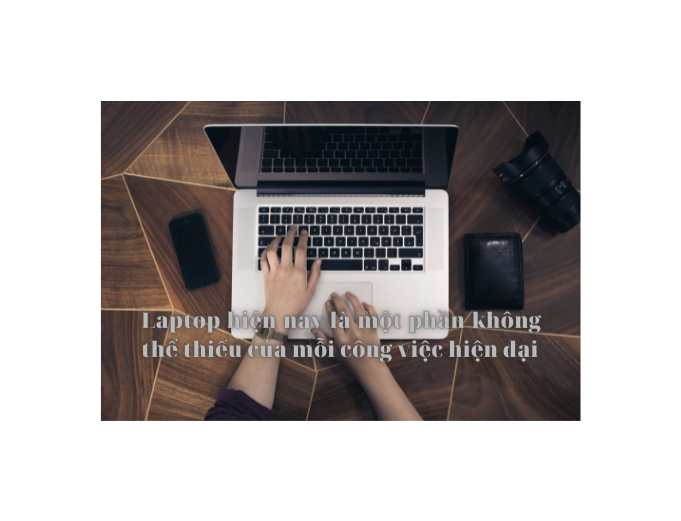 Laptop hiện nay là một phần không
thể thiếu của mỗi công việc hiện đại